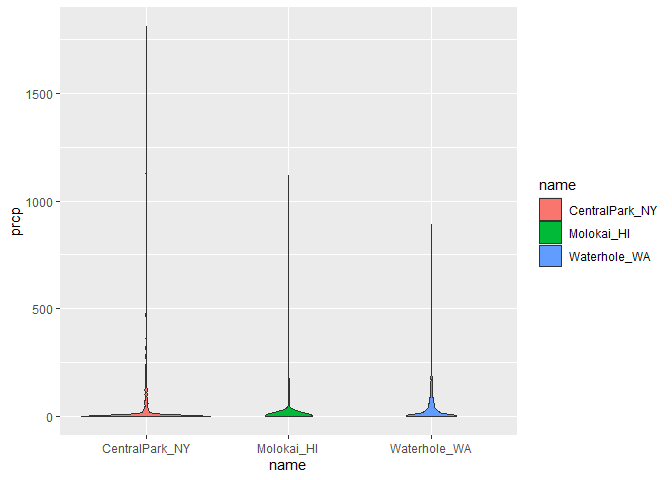 1500
1000
500
0
prcp
CentralPark_NY
Molokai_HI
Waterhole_WA
name
name
CentralPark_NY
Molokai_HI
Waterhole_WA